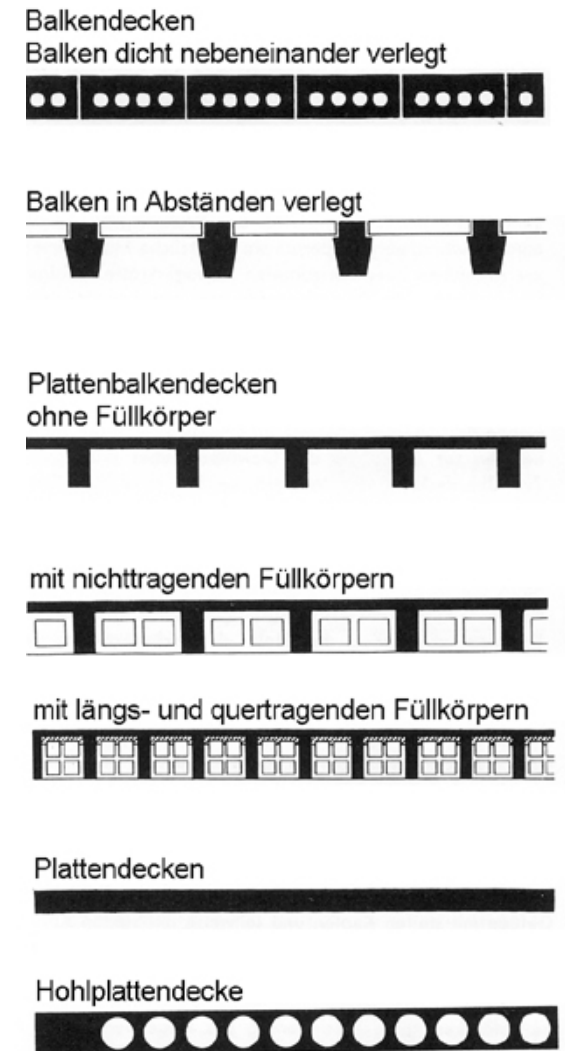 Balkendecken
Balken dicht nebeneinander verlegt
Balken in Abständen verlegt
Plattenbalkendecken
ohne Füllkörper
mit nichttragenden Füllkörpern
mit längs- und quertragenden Füllkörpern
Plattendecken
Hohlplattendecke